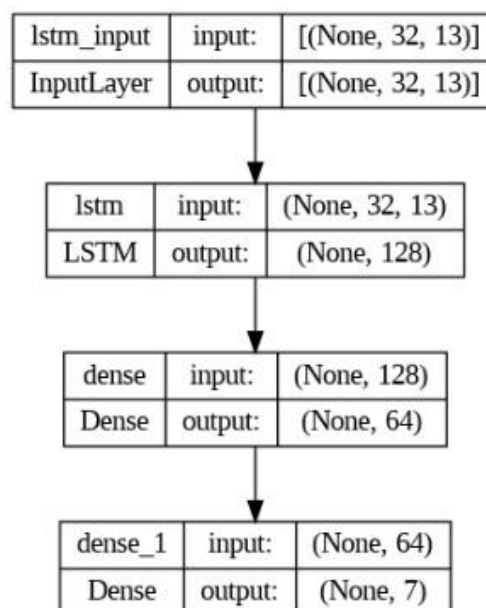 lstm_input input: [(None, 32, 13)]
InputLayer output: [(None, 32, 13)]
lstm input: (None, 32, 13)
LSTM output: (None, 128)
dense input: (None, 128)
Dense output: (None, 64)
dense_1 input: (None, 64)
Dense output: (None, 7)